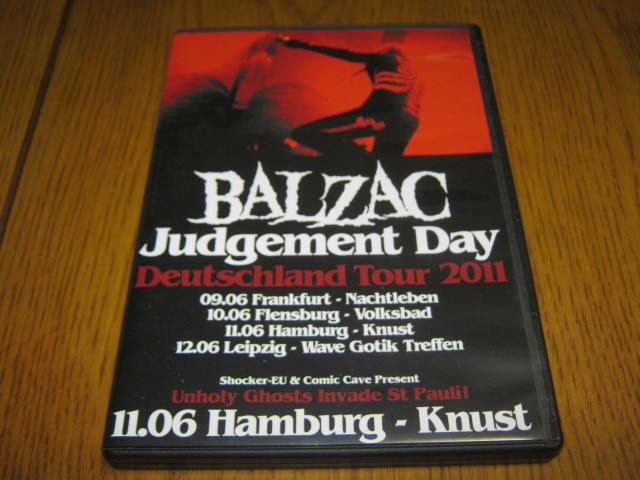 BALZAC
Judgement Day
Deutschland Tour 2011
09.06 Frankfurt - Nachtleben
10.06 Flensburg - Volksbad
11.06 Hamburg - Knust
12.06 Leipzig - Wave Gotik Treffen
Shocker-EU & Comic Cave Present
Unholy Ghosts Invade St Pauli!
11.06 Hamburg - Knust